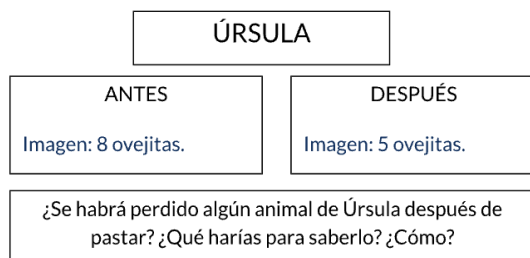 ÚRSULA
ANTES
Imagen: 8 ovejitas.
DESPUÉS
Imagen: 5 ovejitas.
¿Se habrá perdido algún animal de Úrsula después de
pastar? ¿Qué harías para saberlo? ¿Cómo?